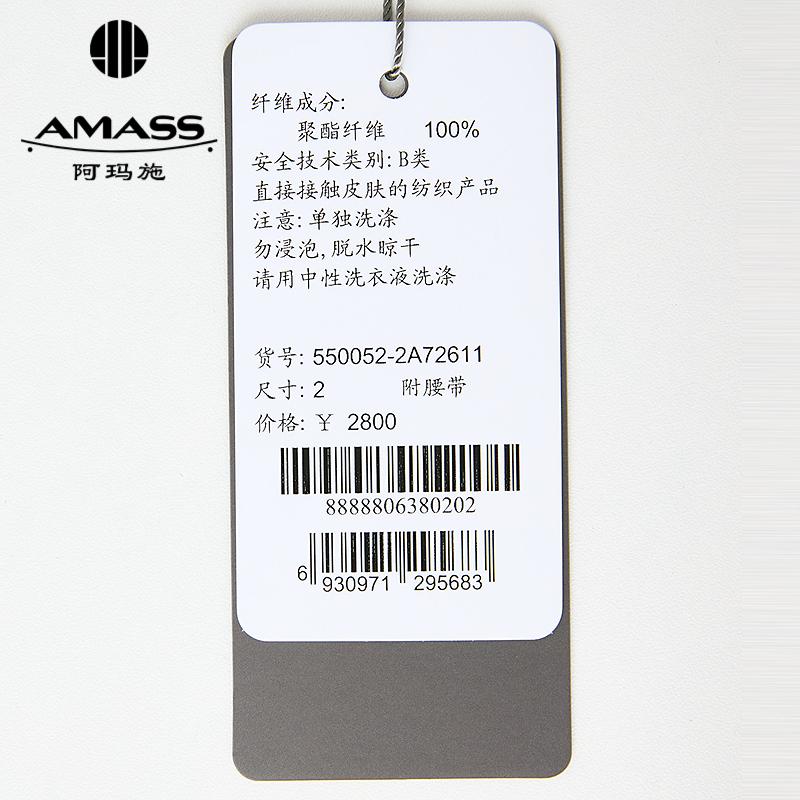 AMASS
阿玛施
纤维成分:
聚酯纤维 100%
安全技术类别: B类
直接接触皮肤的纺织产品
注意: 单独洗涤
勿浸泡, 脱水晾干
请用中性洗衣液洗涤
货号: 550052-2A72611
尺寸: 2 附腰带
价格: ￥ 2800
8888806380202
6 930971 295683